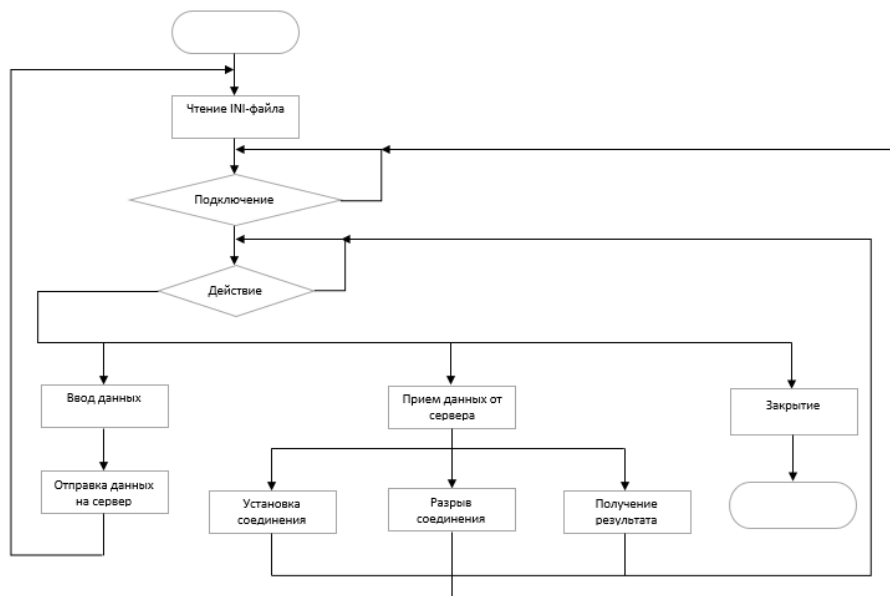 Чтение INI-файла
Подключение
Действие
Ввод данных
Прием данных от
сервера
Закрытие
Отправка данных
на сервер
Установка
соединения
Разрыв
соединения
Получение
результата